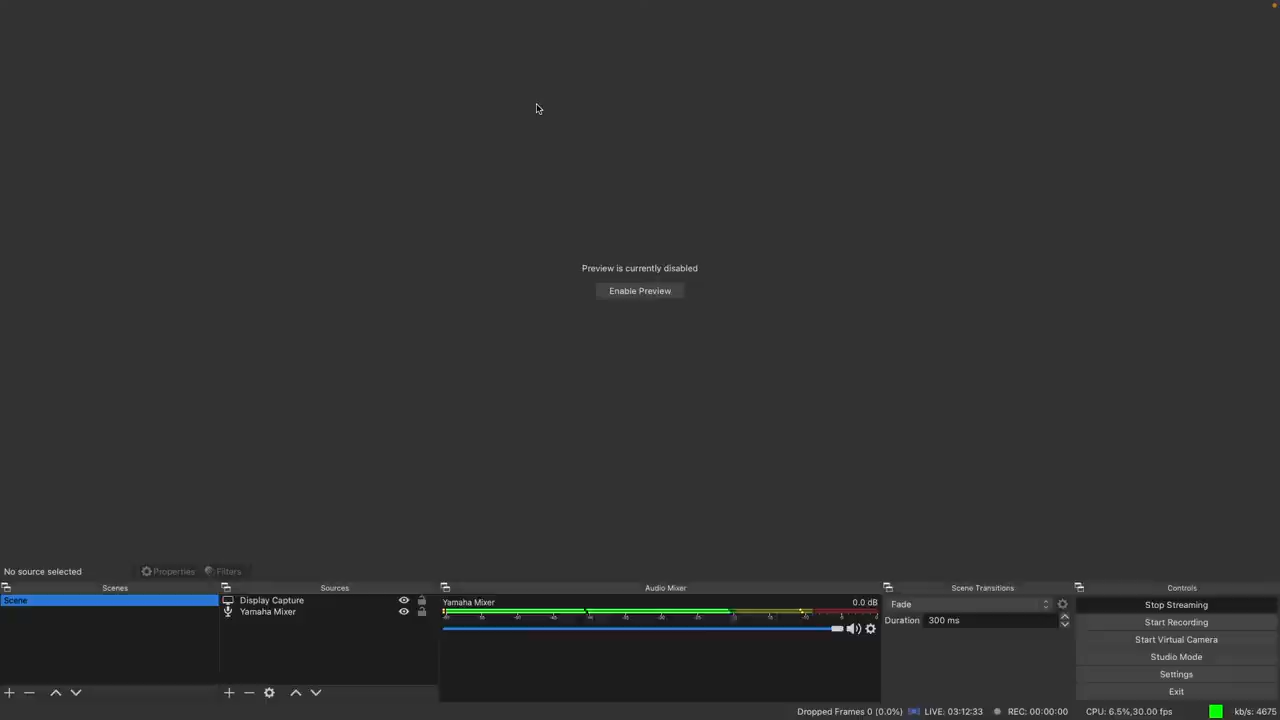 Preview is currently disabled
Enable Preview
No source selected
Properties
Filters
Scenes
Sources
Audio Mixer
Scene Transitions
Controls
Scene
Display Capture
Yamaha Mixer
Yamaha Mixer
0.0 dB
Fade
Duration
300 ms
Stop Streaming
Start Recording
Start Virtual Camera
Studio Mode
Settings
Exit
Dropped Frames 0 (0.0%)
LIVE: 03:12:33
REC: 00:00:00
CPU: 6.5%,30.00 fps
kb/s: 4675